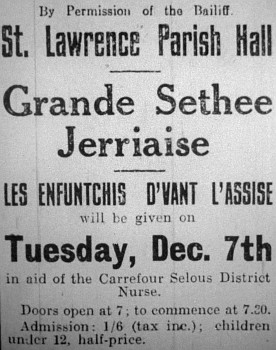 By Permission of the Bailiff.
St. Lawrence Parish Hall
Grande Sethee
Jerriaise
LES ENFUNTCHIS D'VANT L'ASSISE
will be given on
Tuesday, Dec. 7th
in aid of the Carrefour Selous District
Nurse.
Doors open at 7; to commence at 7.30.
Admission: 1/6 (tax inc.); children
under 12, half-price.